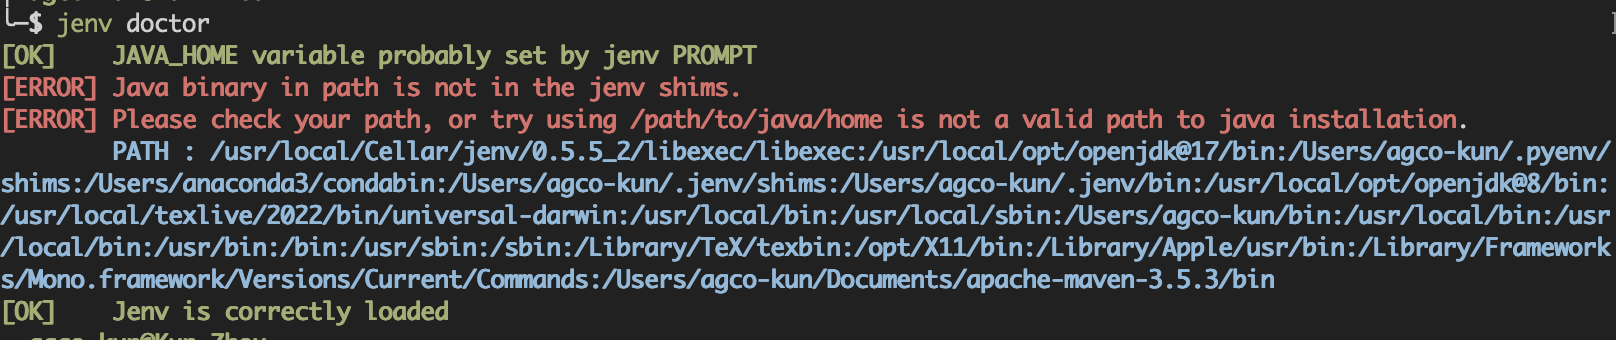 ╰─$ jenv doctor
[OK]    JAVA_HOME variable probably set by jenv PROMPT
[ERROR] Java binary in path is not in the jenv shims.
[ERROR] Please check your path, or try using /path/to/java/home is not a valid path to java installation.
        PATH : /usr/local/Cellar/jenv/0.5.5_2/libexec/libexec:/usr/local/opt/openjdk@17/bin:/Users/agco-kun/.pyenv/
shims:/Users/anaconda3/condabin:/Users/agco-kun/.jenv/shims:/Users/agco-kun/.jenv/bin:/usr/local/opt/openjdk@8/bin:
/usr/local/texlive/2022/bin/universal-darwin:/usr/local/bin:/usr/local/sbin:/Users/agco-kun/bin:/usr/local/bin:/usr
/local/bin:/usr/bin:/bin:/usr/sbin:/sbin:/Library/TeX/texbin:/opt/X11/bin:/Library/Apple/usr/bin:/Library/Framework
s/Mono.framework/Versions/Current/Commands:/Users/agco-kun/Documents/apache-maven-3.5.3/bin
[OK]    Jenv is correctly loaded